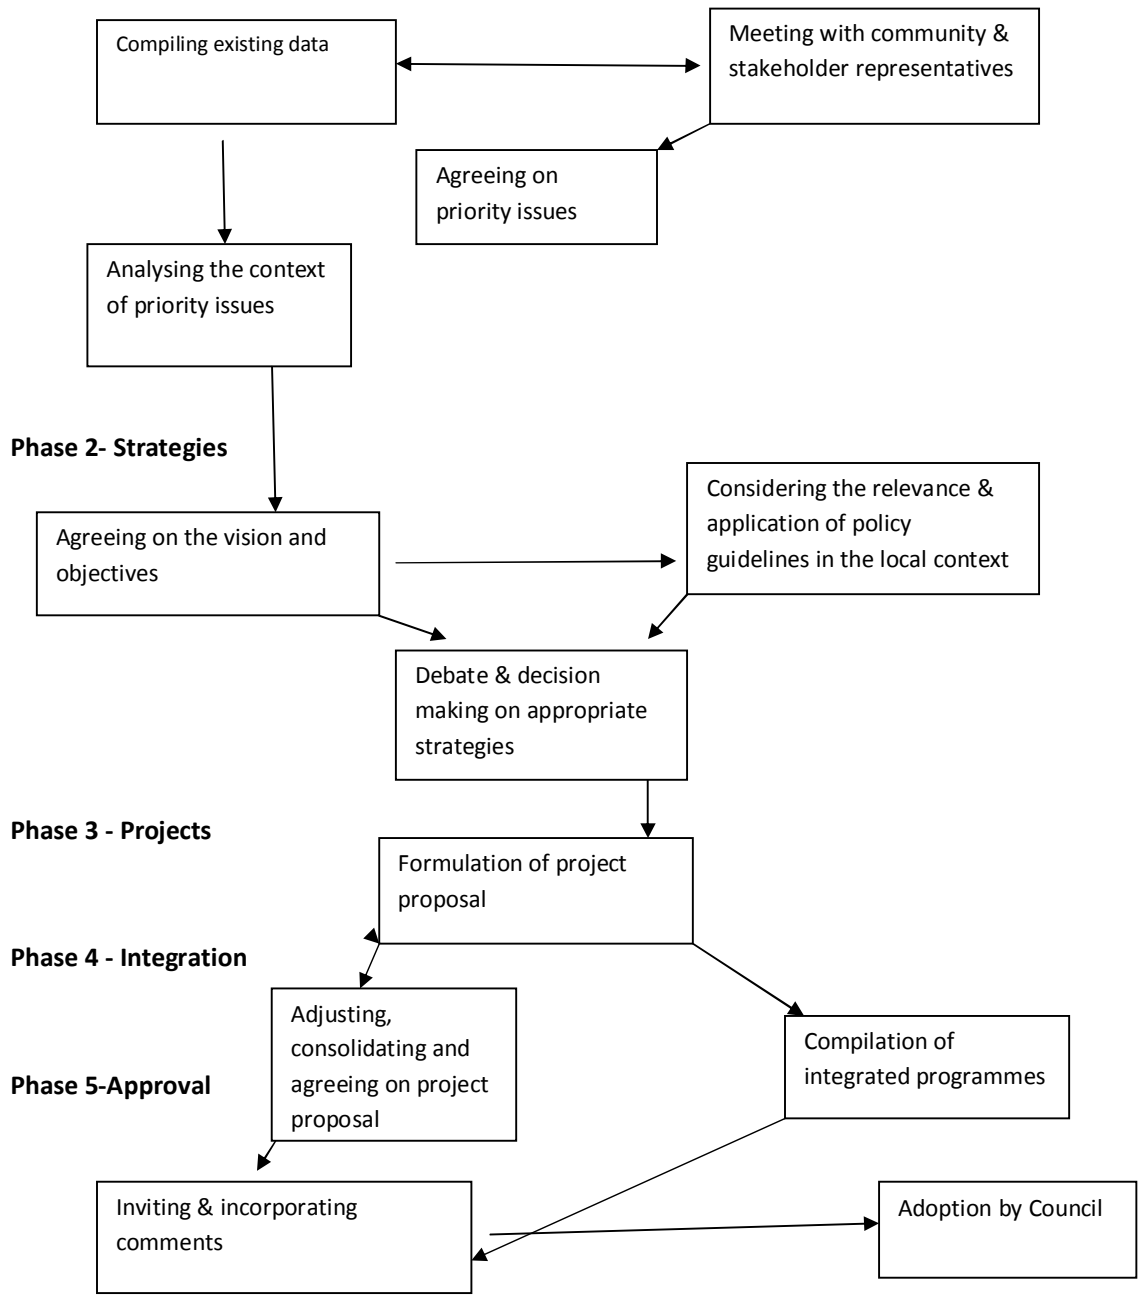 Compiling existing data
Meeting with community &
stakeholder representatives
Agreeing on
priority issues
Analysing the context
of priority issues
Phase 2- Strategies
Considering the relevance &
application of policy
guidelines in the local context
Agreeing on the vision and
objectives
Debate & decision
making on appropriate
strategies
Phase 3 - Projects
Formulation of project
proposal
Phase 4 - Integration
Adjusting,
consolidating and
agreeing on project
proposal
Compilation of
integrated programmes
Phase 5-Approval
Inviting & incorporating
comments
Adoption by Council